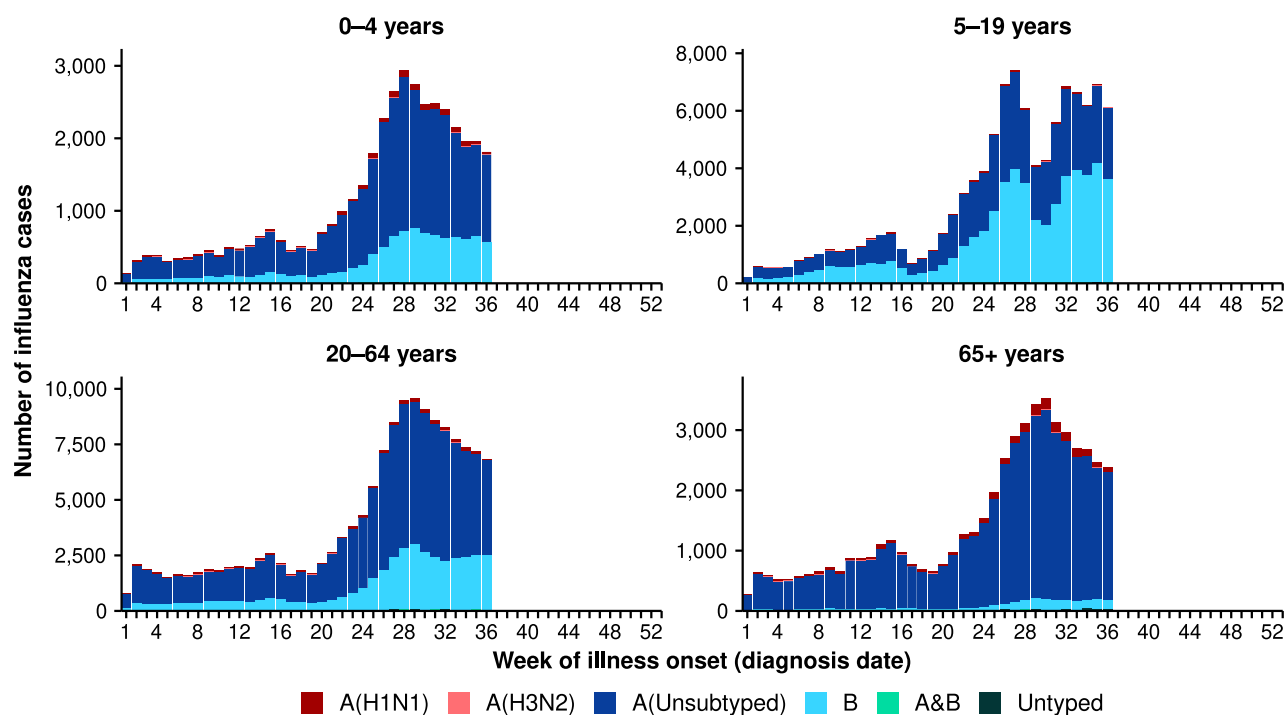 0–4 years
5–19 years
3,000
2,000
1,000
0
1 4 8 12 16 20 24 28 32 36 40 44 48 52
8,000
6,000
4,000
2,000
0
1 4 8 12 16 20 24 28 32 36 40 44 48 52
Number of influenza cases
20–64 years
65+ years
10,000
7,500
5,000
2,500
0
1 4 8 12 16 20 24 28 32 36 40 44 48 52
3,000
2,000
1,000
0
1 4 8 12 16 20 24 28 32 36 40 44 48 52
Week of illness onset (diagnosis date)
A(H1N1) A(H3N2) A(Unsubtyped) B A&B Untyped